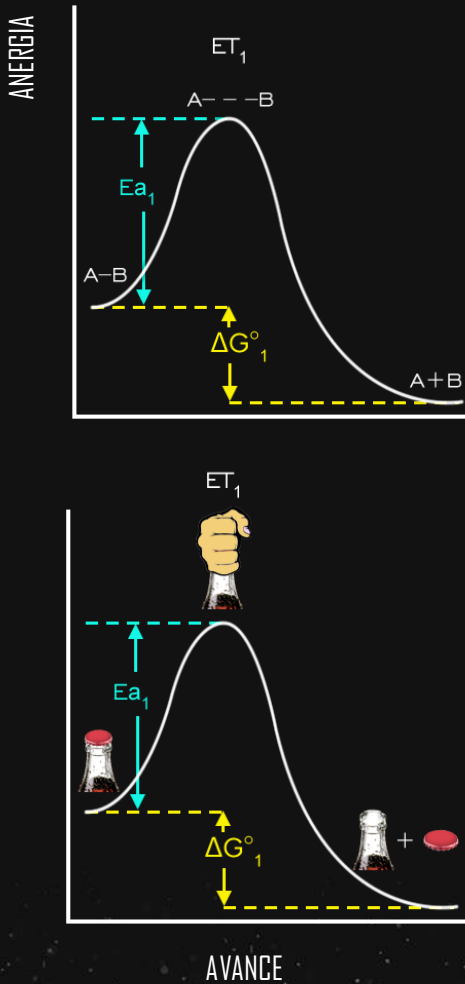 ANERGIA
ET₁
A----B
Ea₁
A–B
ΔG°₁
A+B
ET₁
Ea₁
+
ΔG°₁
AVANCE